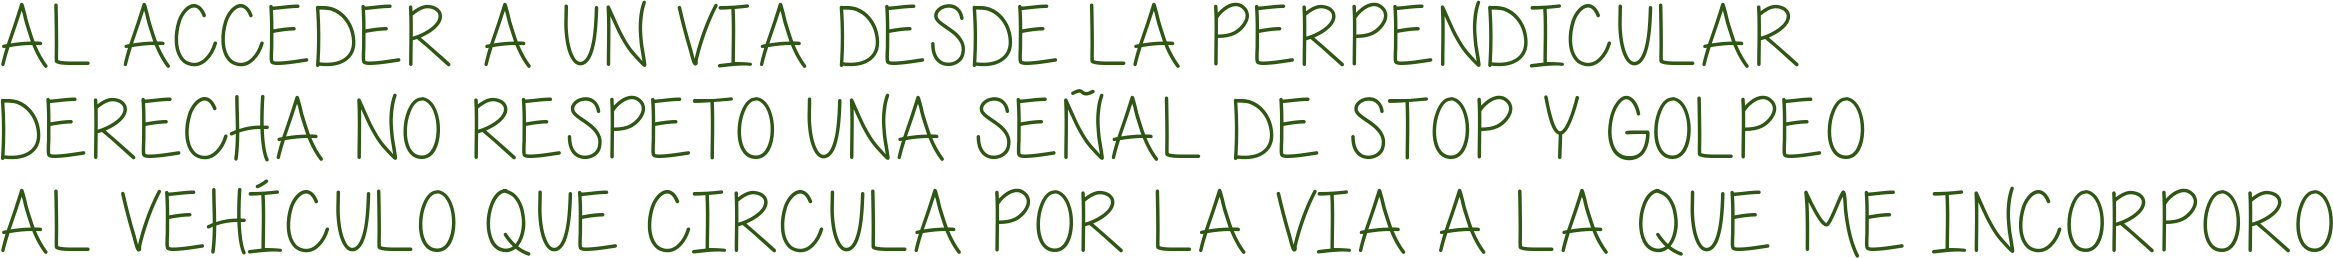 AL ACCEDER A UN VIA DESDE LA PERPENDICULAR
DERECHA NO RESPETO UNA SEÑAL DE STOP Y GOLPEO
AL VEHÍCULO QUE CIRCULA POR LA VIA A LA QUE ME INCORPORO